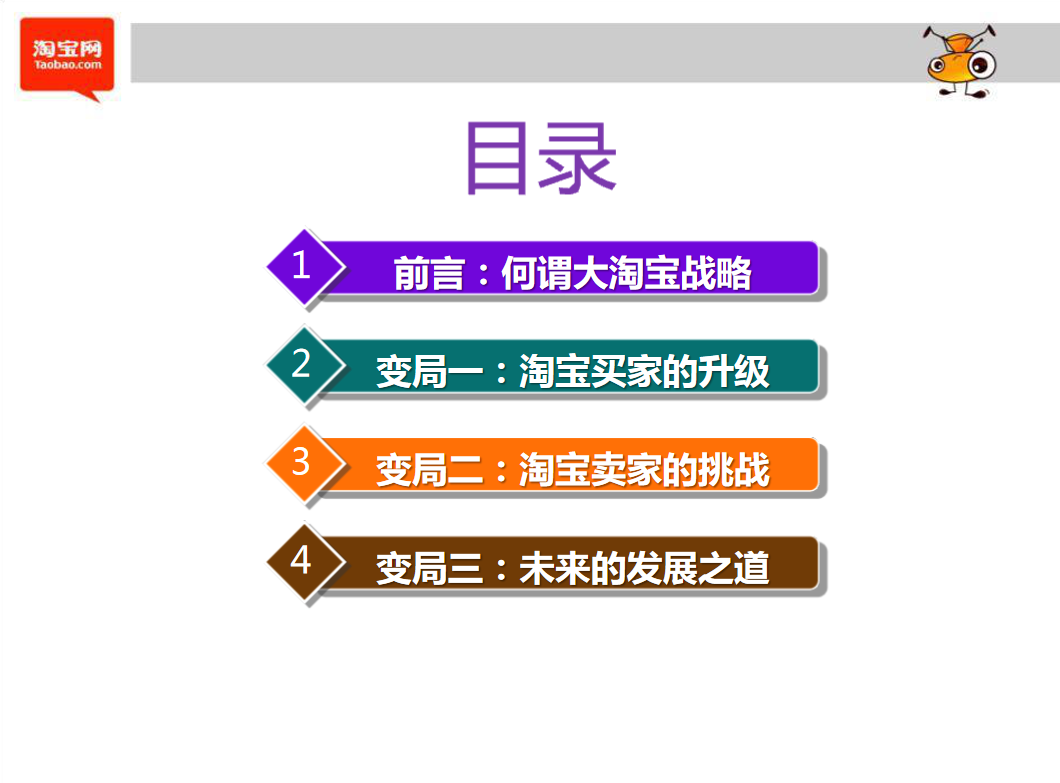 淘宝网
Taobao.com
目录
1
前言：何谓大淘宝战略
2
变局一：淘宝买家的升级
3
变局二：淘宝卖家的挑战
4
变局三：未来的发展之道